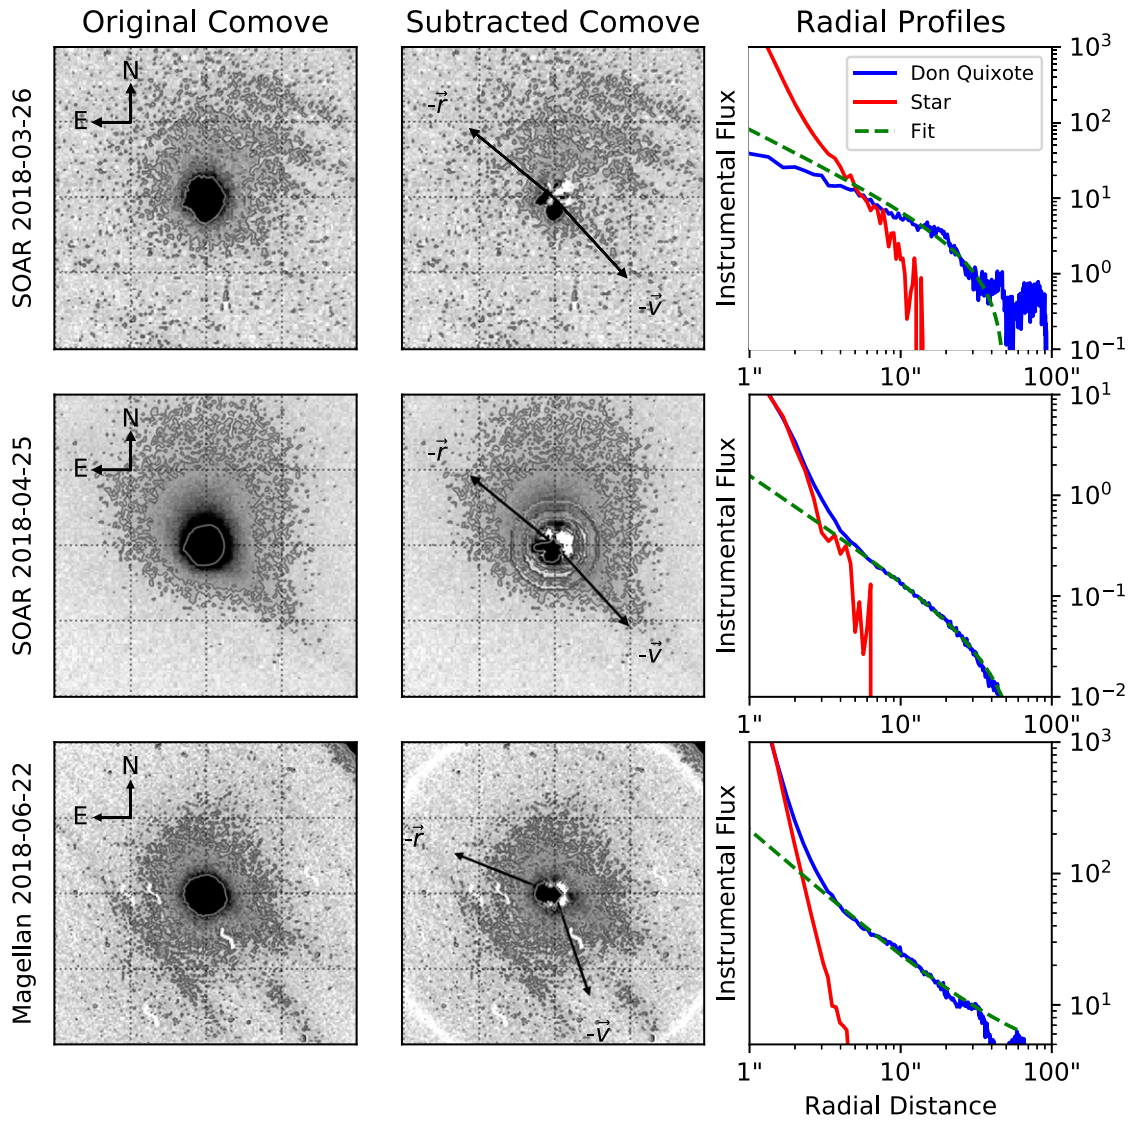 Original Comove
Subtracted Comove
Radial Profiles
SOAR 2018-03-26
N
E
-r⃗
-v⃗
Instrumental Flux
Don Quixote
Star
Fit
10³
10²
10¹
10⁰
10⁻¹
1"
10"
100"
SOAR 2018-04-25
N
E
-r⃗
-v⃗
Instrumental Flux
10¹
10⁰
10⁻¹
10⁻²
1"
10"
100"
Magellan 2018-06-22
N
E
-r⃗
-v⃗
Instrumental Flux
10³
10²
10¹
1"
10"
100"
Radial Distance